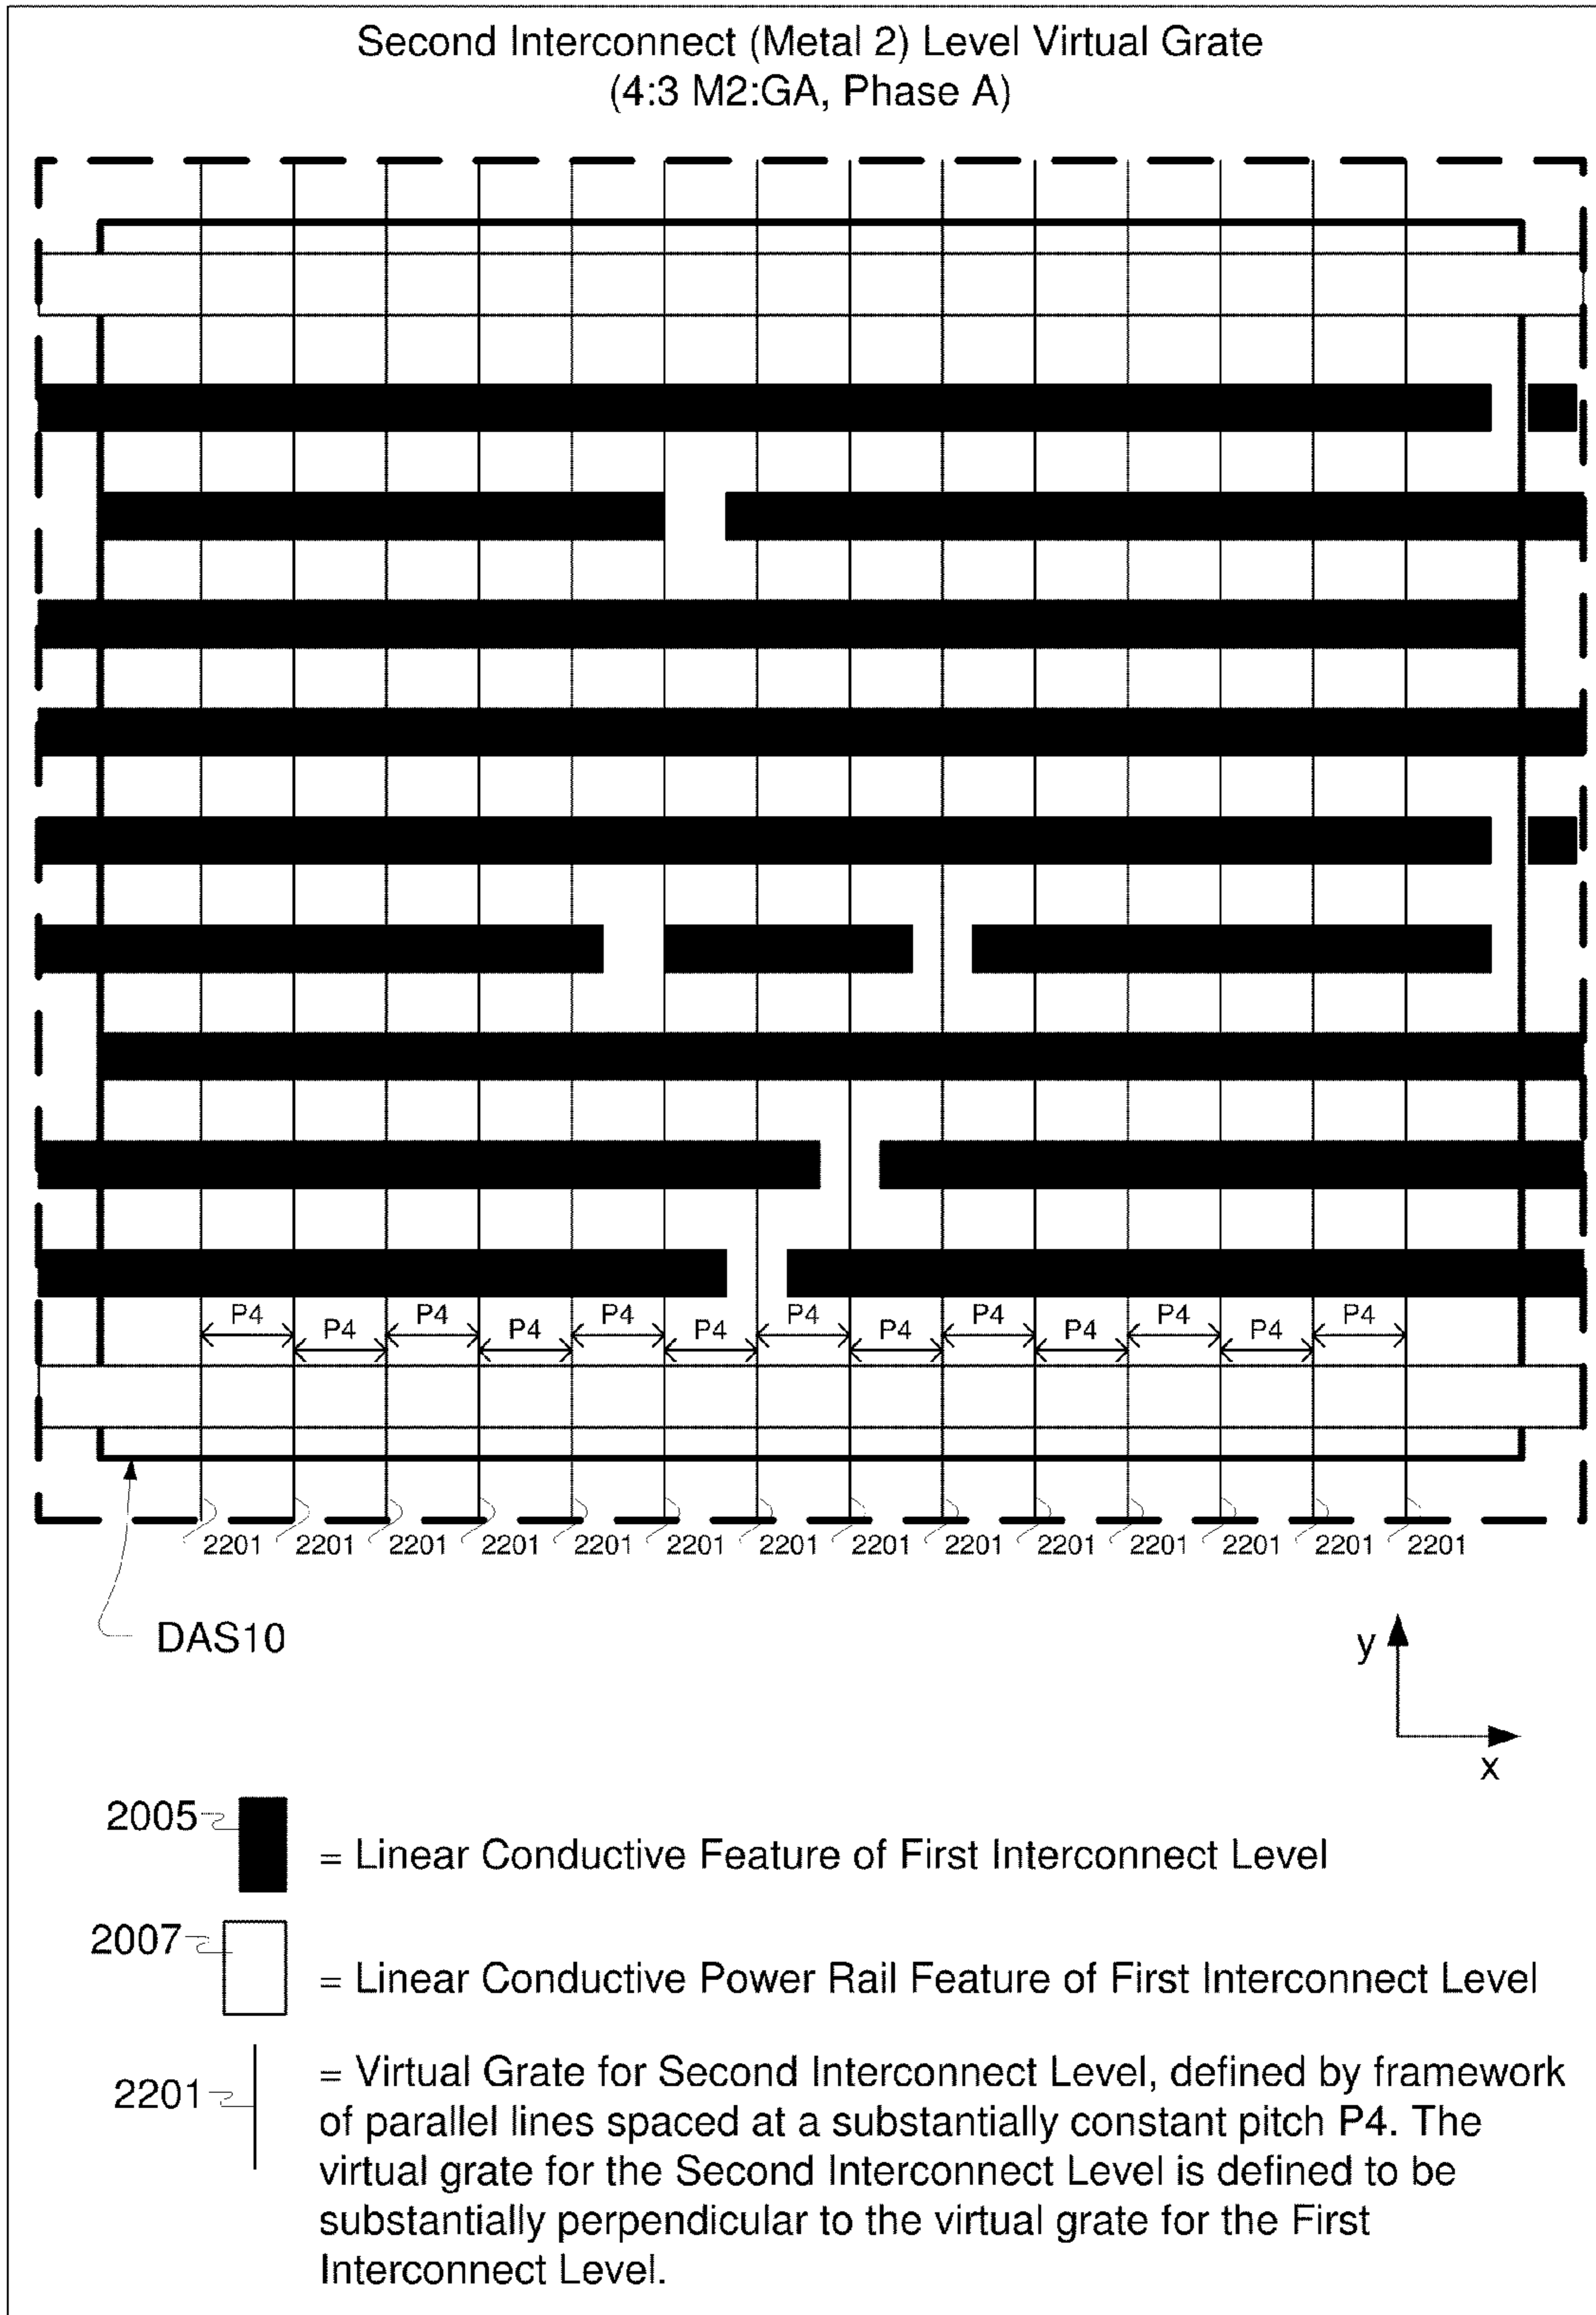 Second Interconnect (Metal 2) Level Virtual Grate
(4:3 M2:GA, Phase A)
P4 P4 P4 P4 P4 P4 P4 P4 P4 P4 P4 P4 P4
2201 2201 2201 2201 2201 2201 2201 2201 2201 2201 2201 2201 2201 2201
DAS10
y
x
2005
= Linear Conductive Feature of First Interconnect Level
2007
= Linear Conductive Power Rail Feature of First Interconnect Level
2201
= Virtual Grate for Second Interconnect Level, defined by framework
of parallel lines spaced at a substantially constant pitch P4. The
virtual grate for the Second Interconnect Level is defined to be
substantially perpendicular to the virtual grate for the First
Interconnect Level.